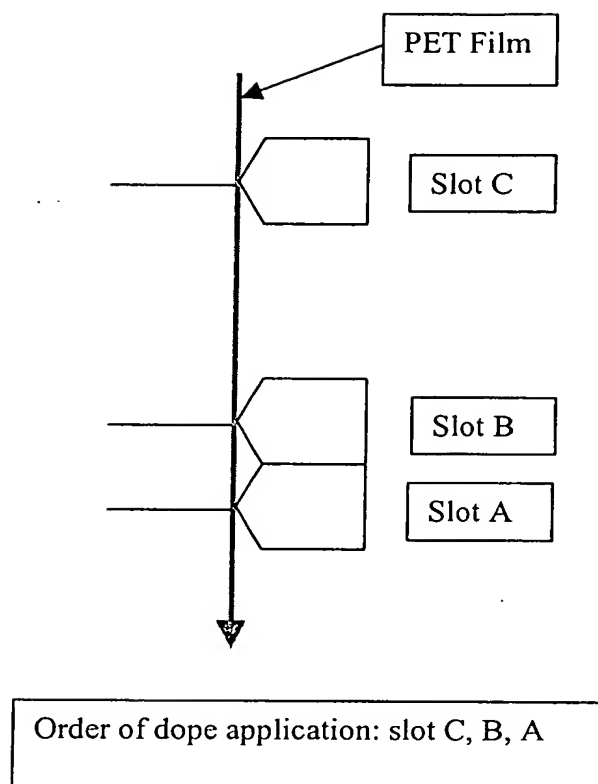 PET Film
Slot C
Slot B
Slot A
Order of dope application: slot C, B, A